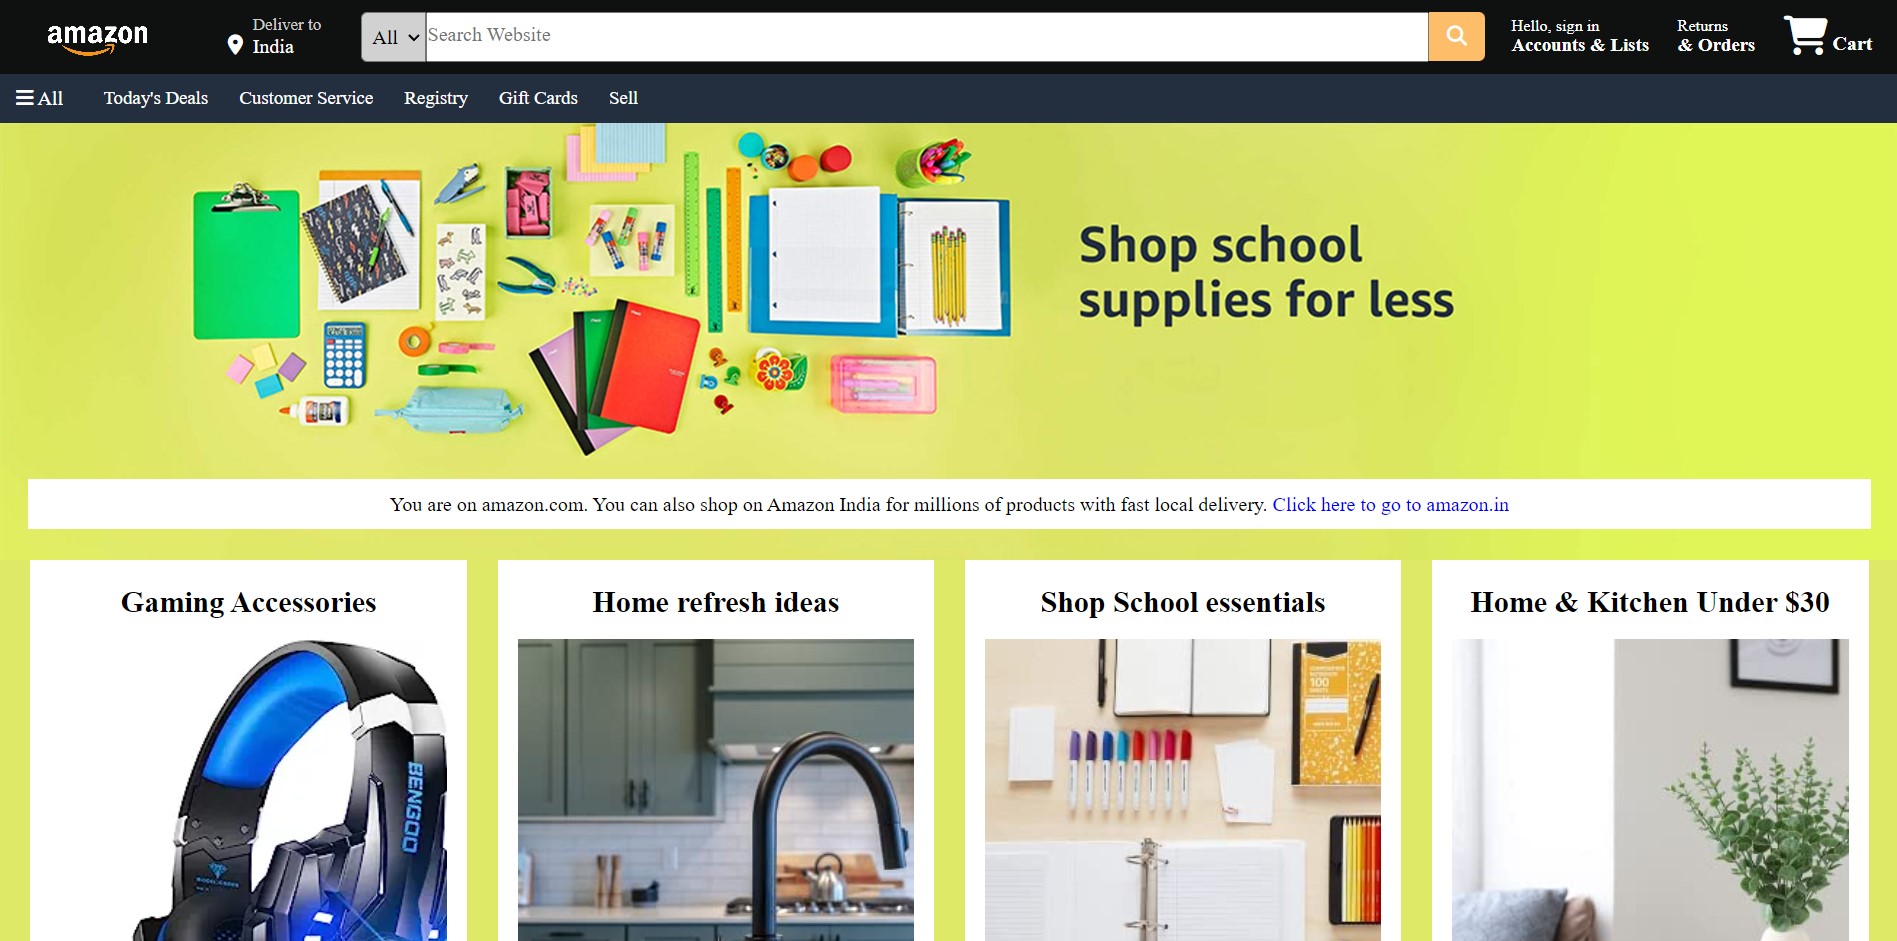 amazon
Deliver to
India
All
Search Website
Hello, sign in
Accounts & Lists
Returns
& Orders
Cart
All
Today's Deals
Customer Service
Registry
Gift Cards
Sell
Shop school
supplies for less
You are on amazon.com. You can also shop on Amazon India for millions of products with fast local delivery. Click here to go to amazon.in
Gaming Accessories
Home refresh ideas
Shop School essentials
Home & Kitchen Under $30
BENGOO
100